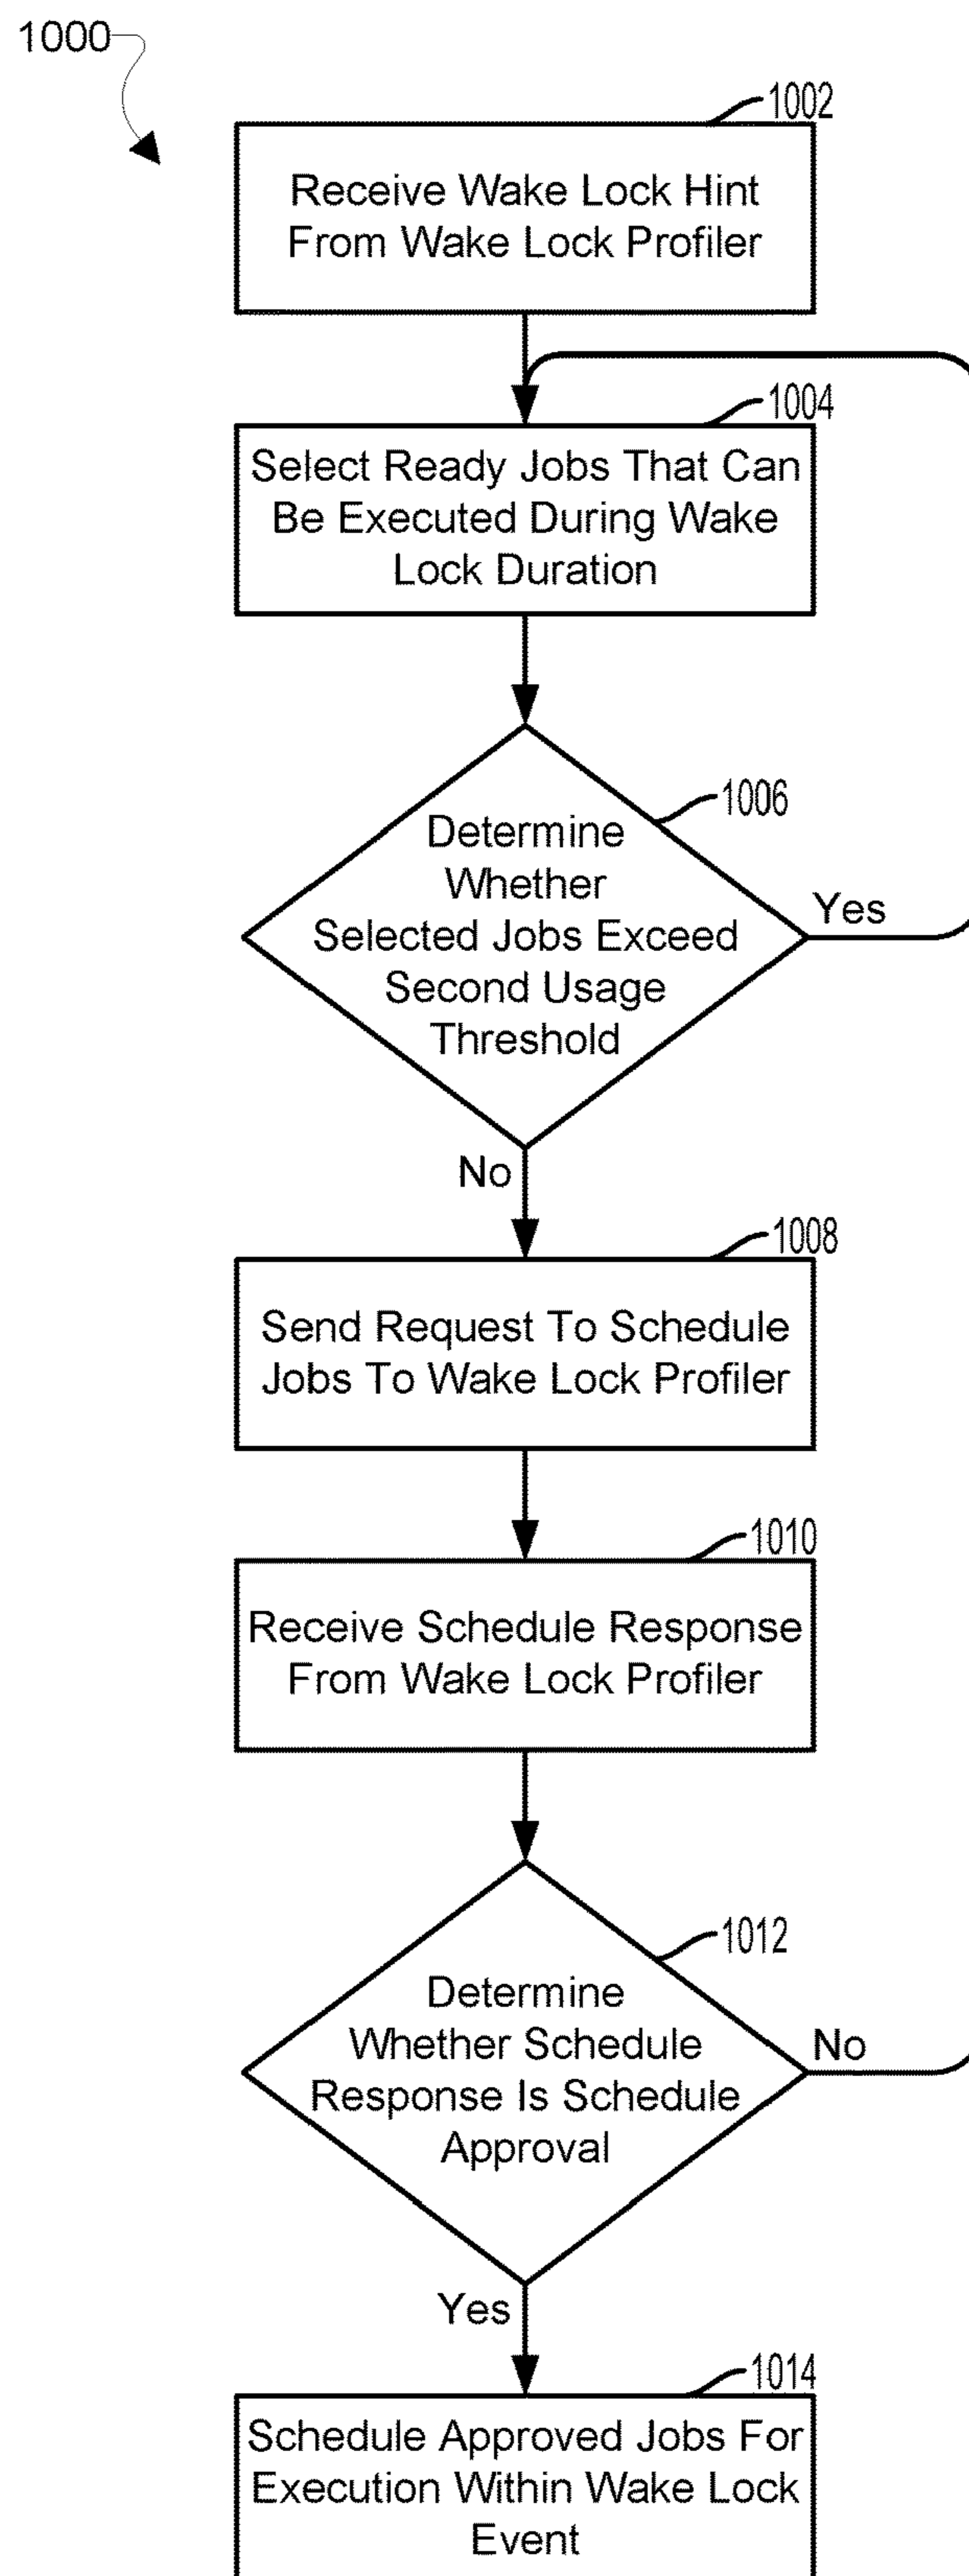 1000
1002
Receive Wake Lock Hint
From Wake Lock Profiler
1004
Select Ready Jobs That Can
Be Executed During Wake
Lock Duration
1006
Determine
Whether
Selected Jobs Exceed
Second Usage
Threshold
Yes
No
1008
Send Request To Schedule
Jobs To Wake Lock Profiler
1010
Receive Schedule Response
From Wake Lock Profiler
1012
Determine
Whether Schedule
Response Is Schedule
Approval
No
Yes
1014
Schedule Approved Jobs For
Execution Within Wake Lock
Event